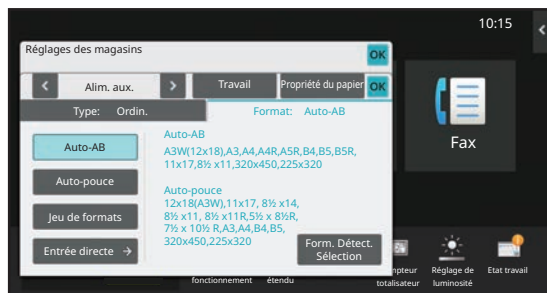 10:15
Réglages des magasins
OK
Alim. aux.
Travail
Propriété du papier
OK
Type: Ordin.
Format: Auto-AB
Auto-AB
Auto-pouce
Jeu de formats
Entrée directe
Auto-AB
A3W(12x18),A3,A4,A4R,A5R,B4,B5,B5R,
11x17,8½ x11,320x450,225x320
Auto-pouce
12x18(A3W),11x17, 8½ x14,
8½ x11, 8½ x11R,5½ x 8½R,
7½ x 10½ R,A3,A4,B4,B5,
320x450,225x320
Form. Détect.
Sélection
Fax
fonctionnement étendu
totalisateur
Réglage de
luminosité
Etat travail